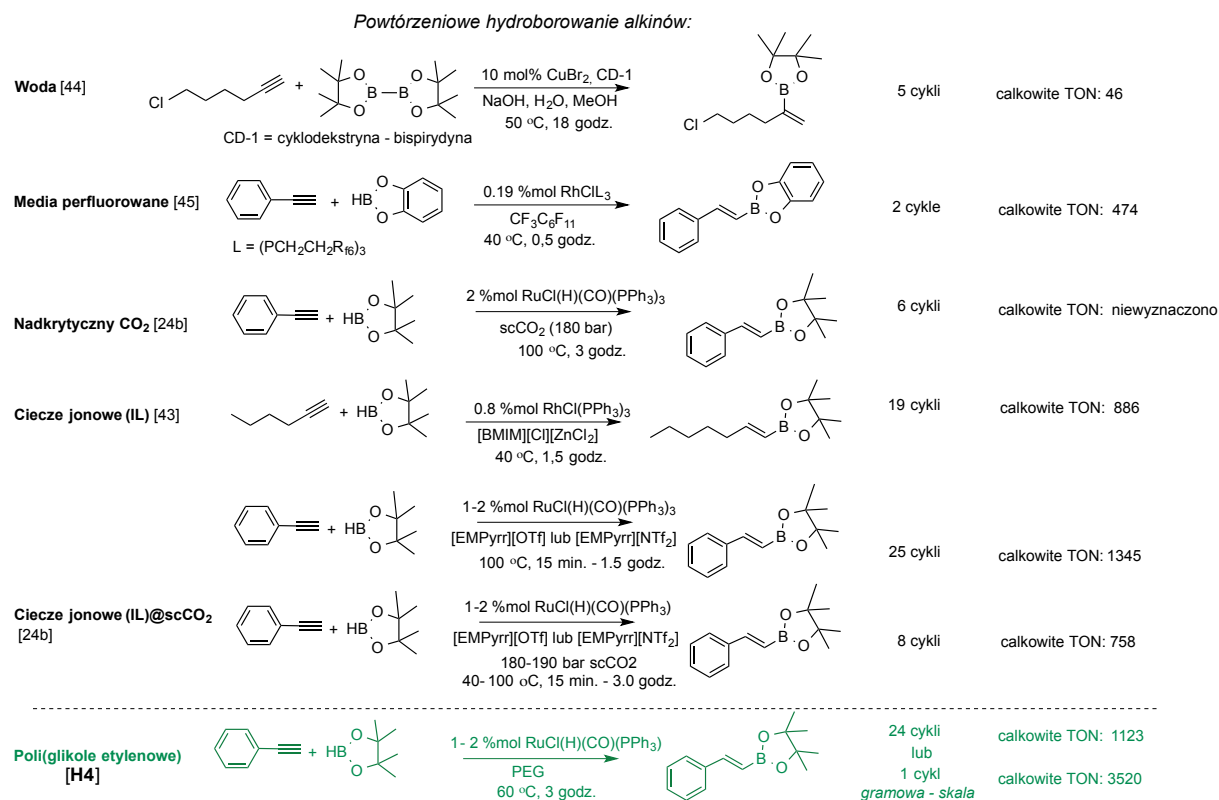 Powtórzeniowe hydroborowanie alkinów:
Woda [44]
Cl
+
O O B B O O
10 mol% CuBr2, CD-1
NaOH, H2O, MeOH
50 °C, 18 godz.
CD-1 = cyklodekstryna - bispirydyna
O O B
Cl
5 cykli
calkowite TON: 46
Media perfluorowane [45]
+
HB O O
0.19 %mol RhClL3
CF3C6F11
40 °C, 0,5 godz.
L = (PCH2CH2Rf6)3
B O O
2 cykle
calkowite TON: 474
Nadkrytyczny CO2 [24b]
+
HB O O
2 %mol RuCl(H)(CO)(PPh3)3
scCO2 (180 bar)
100 °C, 3 godz.
B O O
6 cykli
calkowite TON: niewyznaczono
Ciecze jonowe (IL) [43]
+
HB O O
0.8 %mol RhCl(PPh3)3
[BMIM][Cl][ZnCl2]
40 °C, 1,5 godz.
B O O
19 cykli
calkowite TON: 886
+
HB O O
1-2 %mol RuCl(H)(CO)(PPh3)3
[EMPyrr][OTf] lub [EMPyrr][NTf2]
100 °C, 15 min. - 1.5 godz.
B O O
25 cykli
calkowite TON: 1345
Ciecze jonowe (IL)@scCO2
[24b]
+
HB O O
1-2 %mol RuCl(H)(CO)(PPh3)
[EMPyrr][OTf] lub [EMPyrr][NTf2]
180-190 bar scCO2
40- 100 oC, 15 min. - 3.0 godz.
B O O
8 cykli
calkowite TON: 758
Poli(glikole etylenowe)
[H4]
+
HB O O
1- 2 %mol RuCl(H)(CO)(PPh3)
PEG
60 °C, 3 godz.
B O O
24 cykli
calkowite TON: 1123
lub
1 cykl
calkowite TON: 3520
gramowa - skala